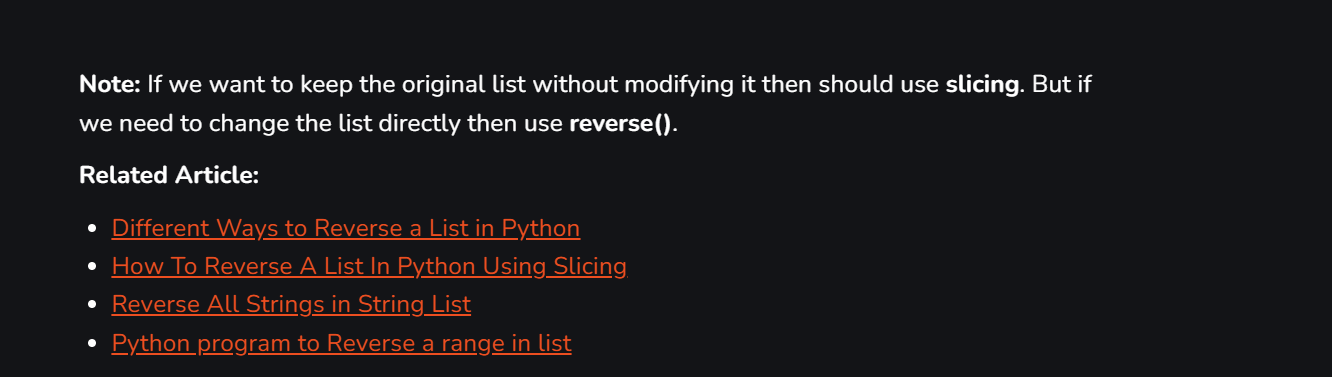 Note: If we want to keep the original list without modifying it then should use slicing. But if
we need to change the list directly then use reverse().
Related Article:
Different Ways to Reverse a List in Python
How To Reverse A List In Python Using Slicing
Reverse All Strings in String List
Python program to Reverse a range in list